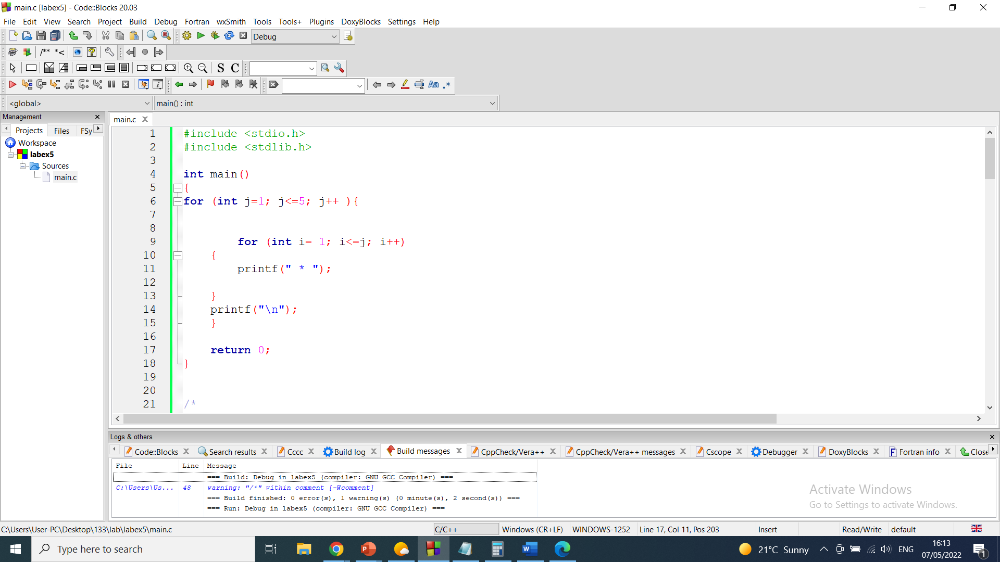 main.c [labex5] - Code::Blocks 20.03
File Edit View Search Project Build Debug Fortran wxSmith Tools Tools+ Plugins DoxyBlocks Settings Help
Debug
/** *<
S C
Aa .*
<global> main() : int
Management
Projects Files FSy
Workspace
labex5
Sources
main.c
main.c
1 #include <stdio.h>
2 #include <stdlib.h>
3
4 int main()
5 {
6 for (int j=1; j<=5; j++ ){
7
8
9 for (int i= 1; i<=j; i++)
10 {
11 printf(" * ");
12
13 }
14 printf("\n");
15 }
16
17 return 0;
18 }
19
20
21 /*
Logs & others
Code::Blocks Search results Cccc Build log Build messages CppCheck/Vera++ CppCheck/Vera++ messages Cscope Debugger DoxyBlocks Fortran info Close
File Line Message
=== Build: Debug in labex5 (compiler: GNU GCC Compiler) ===
C:\Users\Us... 48 warning: "/*" within comment [-Wcomment]
=== Build finished: 0 error(s), 1 warning(s) (0 minute(s), 2 second(s)) ===
=== Run: Debug in labex5 (compiler: GNU GCC Compiler) ===
Activate Windows
Go to Settings to activate Windows.
C:\Users\User-PC\Desktop\133\lab\labex5\main.c C/C++ Windows (CR+LF) WINDOWS-1252 Line 17, Col 11, Pos 203 Insert Read/Write default
Type here to search
21°C Sunny ENG
16:13
07/05/2022
1